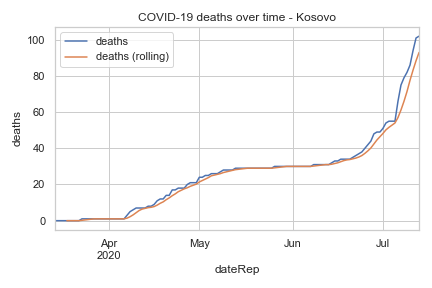 COVID-19 deaths over time - Kosovo
deaths
deaths (rolling)
100
80
60
40
20
0
deaths
Apr
2020
May
Jun
Jul
dateRep